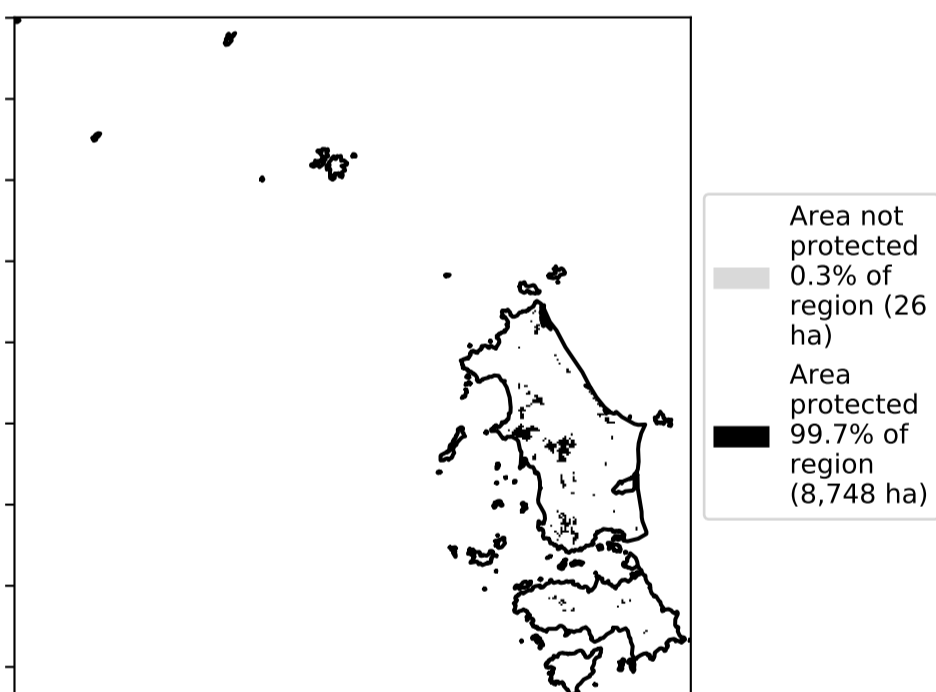 Area not
protected
0.3% of
region (26
ha)
Area
protected
99.7% of
region
(8,748 ha)